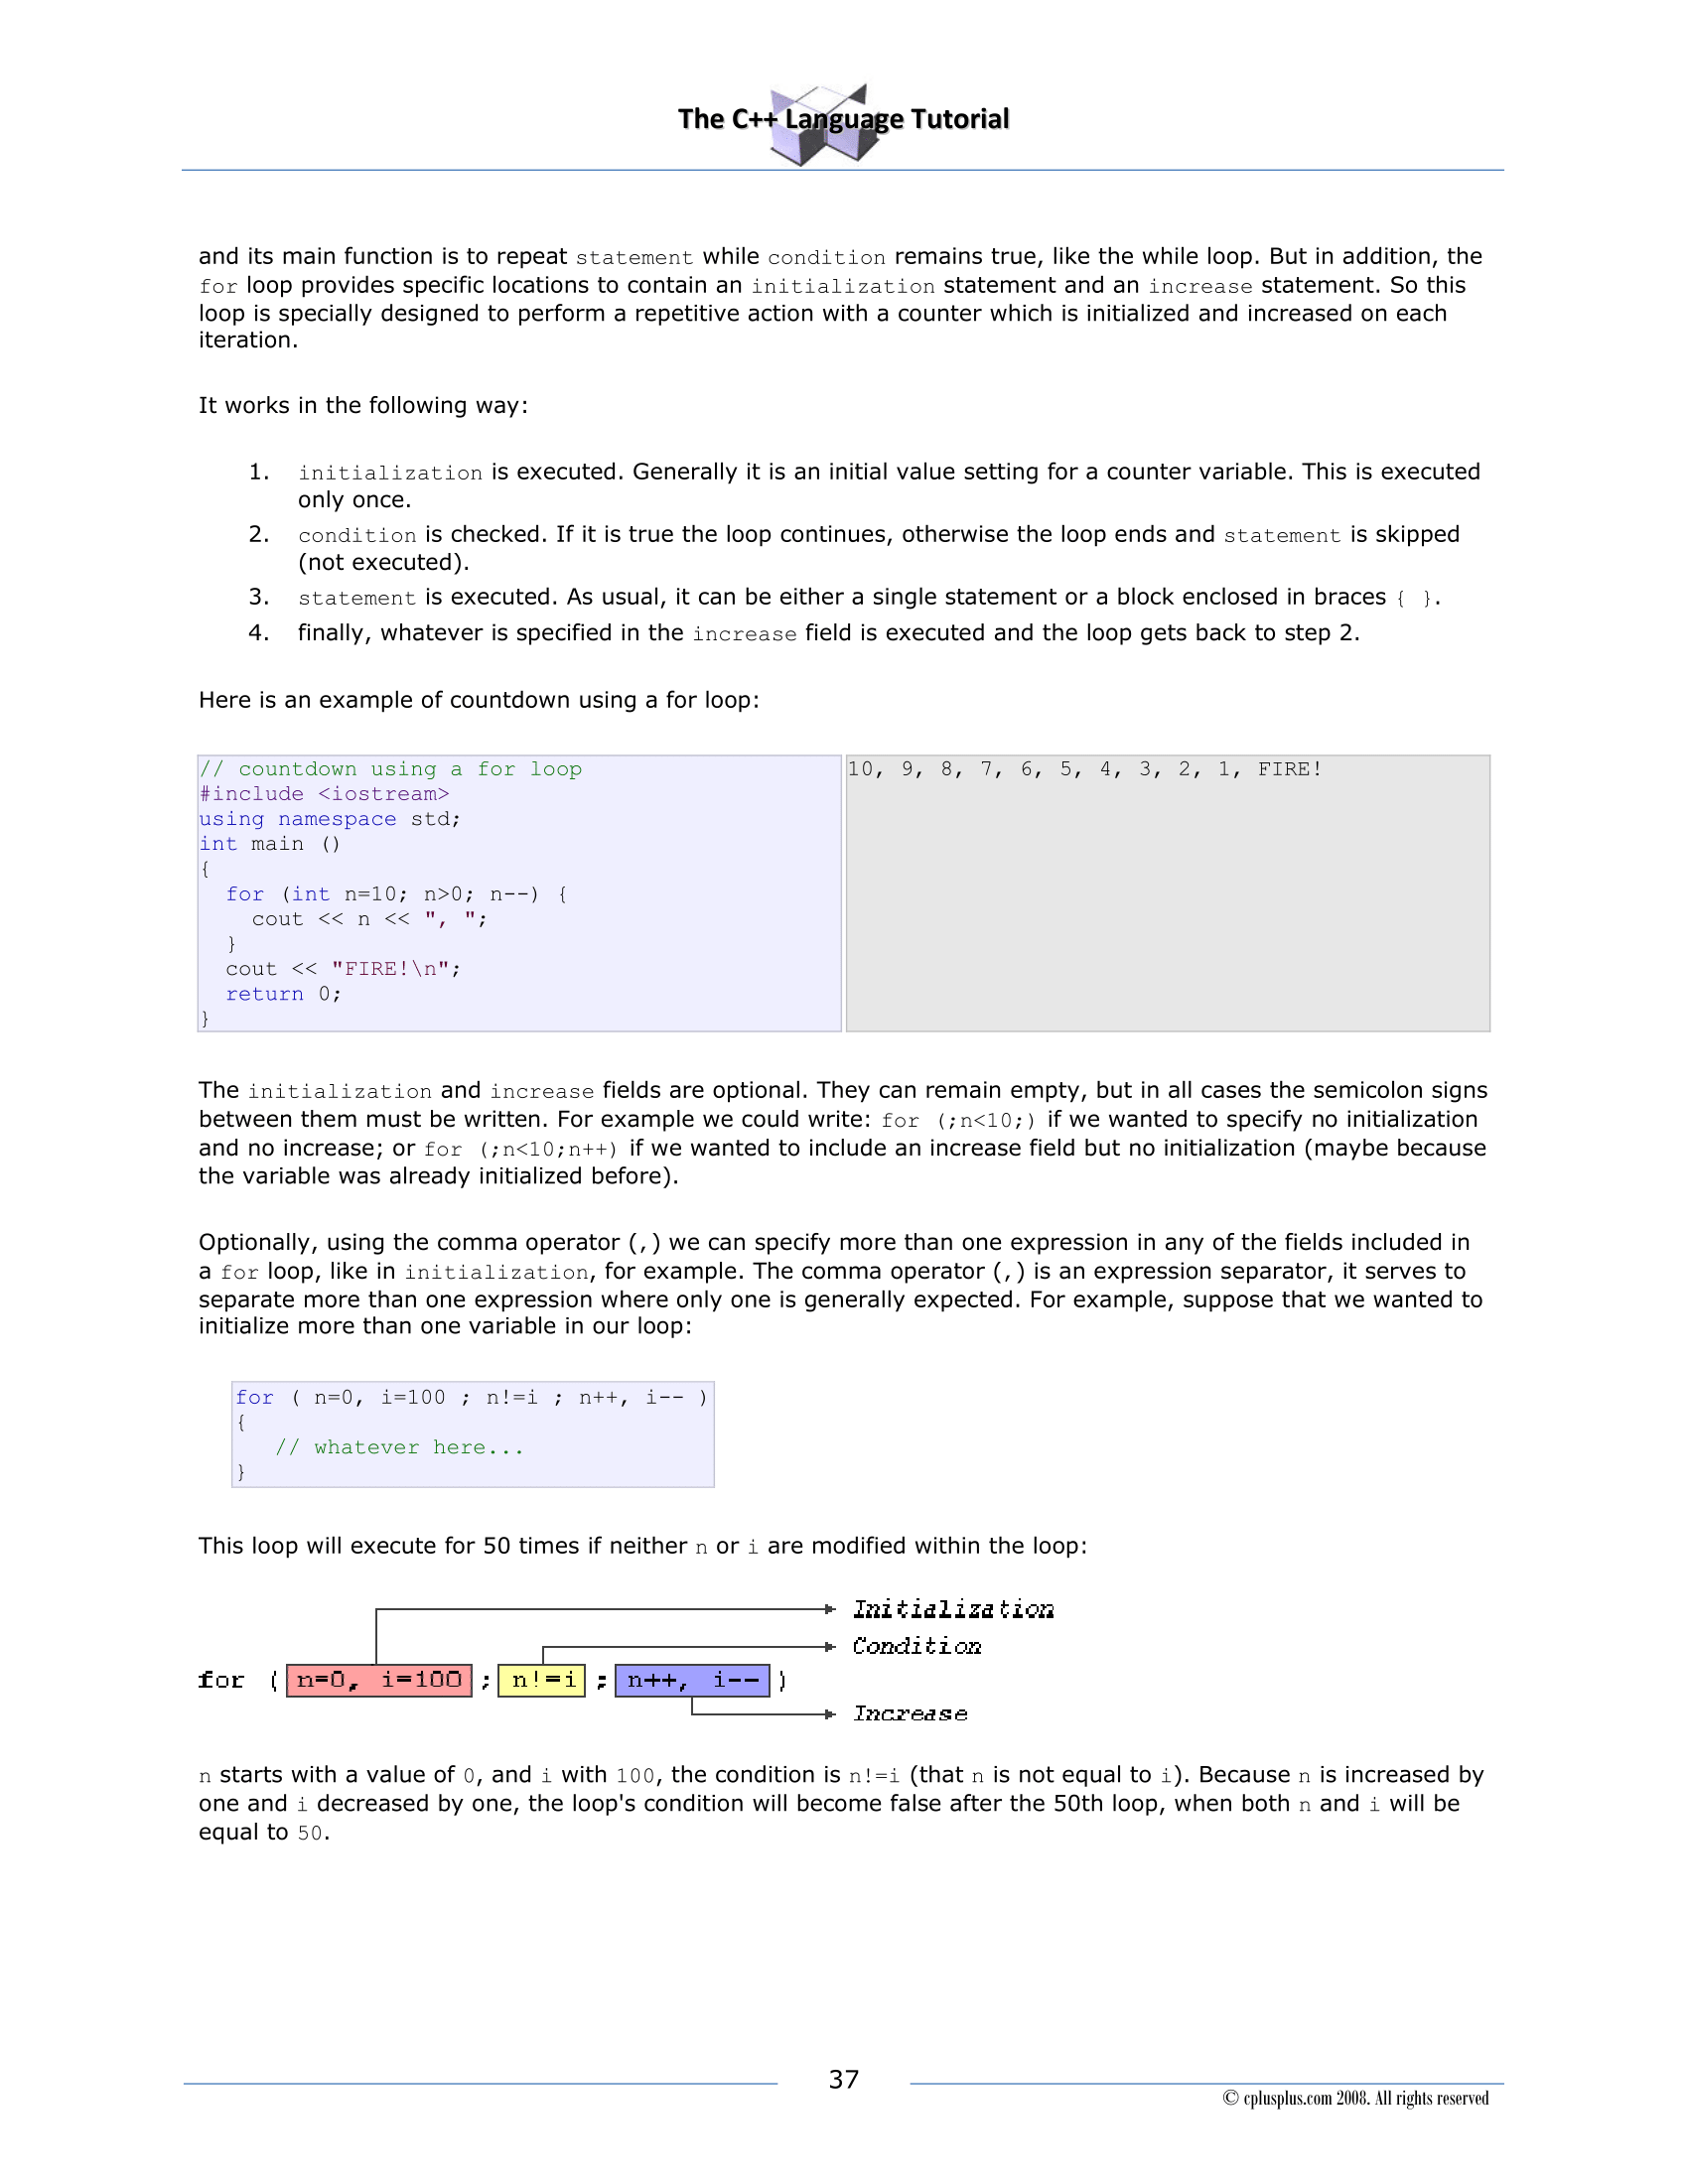 The C++ Language Tutorial
and its main function is to repeat statement while condition remains true, like the while loop. But in addition, the
for loop provides specific locations to contain an initialization statement and an increase statement. So this
loop is specially designed to perform a repetitive action with a counter which is initialized and increased on each
iteration.
It works in the following way:
1. initialization is executed. Generally it is an initial value setting for a counter variable. This is executed
only once.
2. condition is checked. If it is true the loop continues, otherwise the loop ends and statement is skipped
(not executed).
3. statement is executed. As usual, it can be either a single statement or a block enclosed in braces { }.
4. finally, whatever is specified in the increase field is executed and the loop gets back to step 2.
Here is an example of countdown using a for loop:
// countdown using a for loop
#include <iostream>
using namespace std;
int main ()
{
  for (int n=10; n>0; n--) {
    cout << n << ", ";
  }
  cout << "FIRE!\n";
  return 0;
}
10, 9, 8, 7, 6, 5, 4, 3, 2, 1, FIRE!
The initialization and increase fields are optional. They can remain empty, but in all cases the semicolon signs
between them must be written. For example we could write: for (;n<10;) if we wanted to specify no initialization
and no increase; or for (;n<10;n++) if we wanted to include an increase field but no initialization (maybe because
the variable was already initialized before).
Optionally, using the comma operator (,) we can specify more than one expression in any of the fields included in
a for loop, like in initialization, for example. The comma operator (,) is an expression separator, it serves to
separate more than one expression where only one is generally expected. For example, suppose that we wanted to
initialize more than one variable in our loop:
for ( n=0, i=100 ; n!=i ; n++, i-- )
{
   // whatever here...
}
This loop will execute for 50 times if neither n or i are modified within the loop:
Initialization
Condition
for ( n=0, i=100 ; n!=i ; n++, i-- )
Increase
n starts with a value of 0, and i with 100, the condition is n!=i (that n is not equal to i). Because n is increased by
one and i decreased by one, the loop's condition will become false after the 50th loop, when both n and i will be
equal to 50.
37
© cplusplus.com 2008. All rights reserved